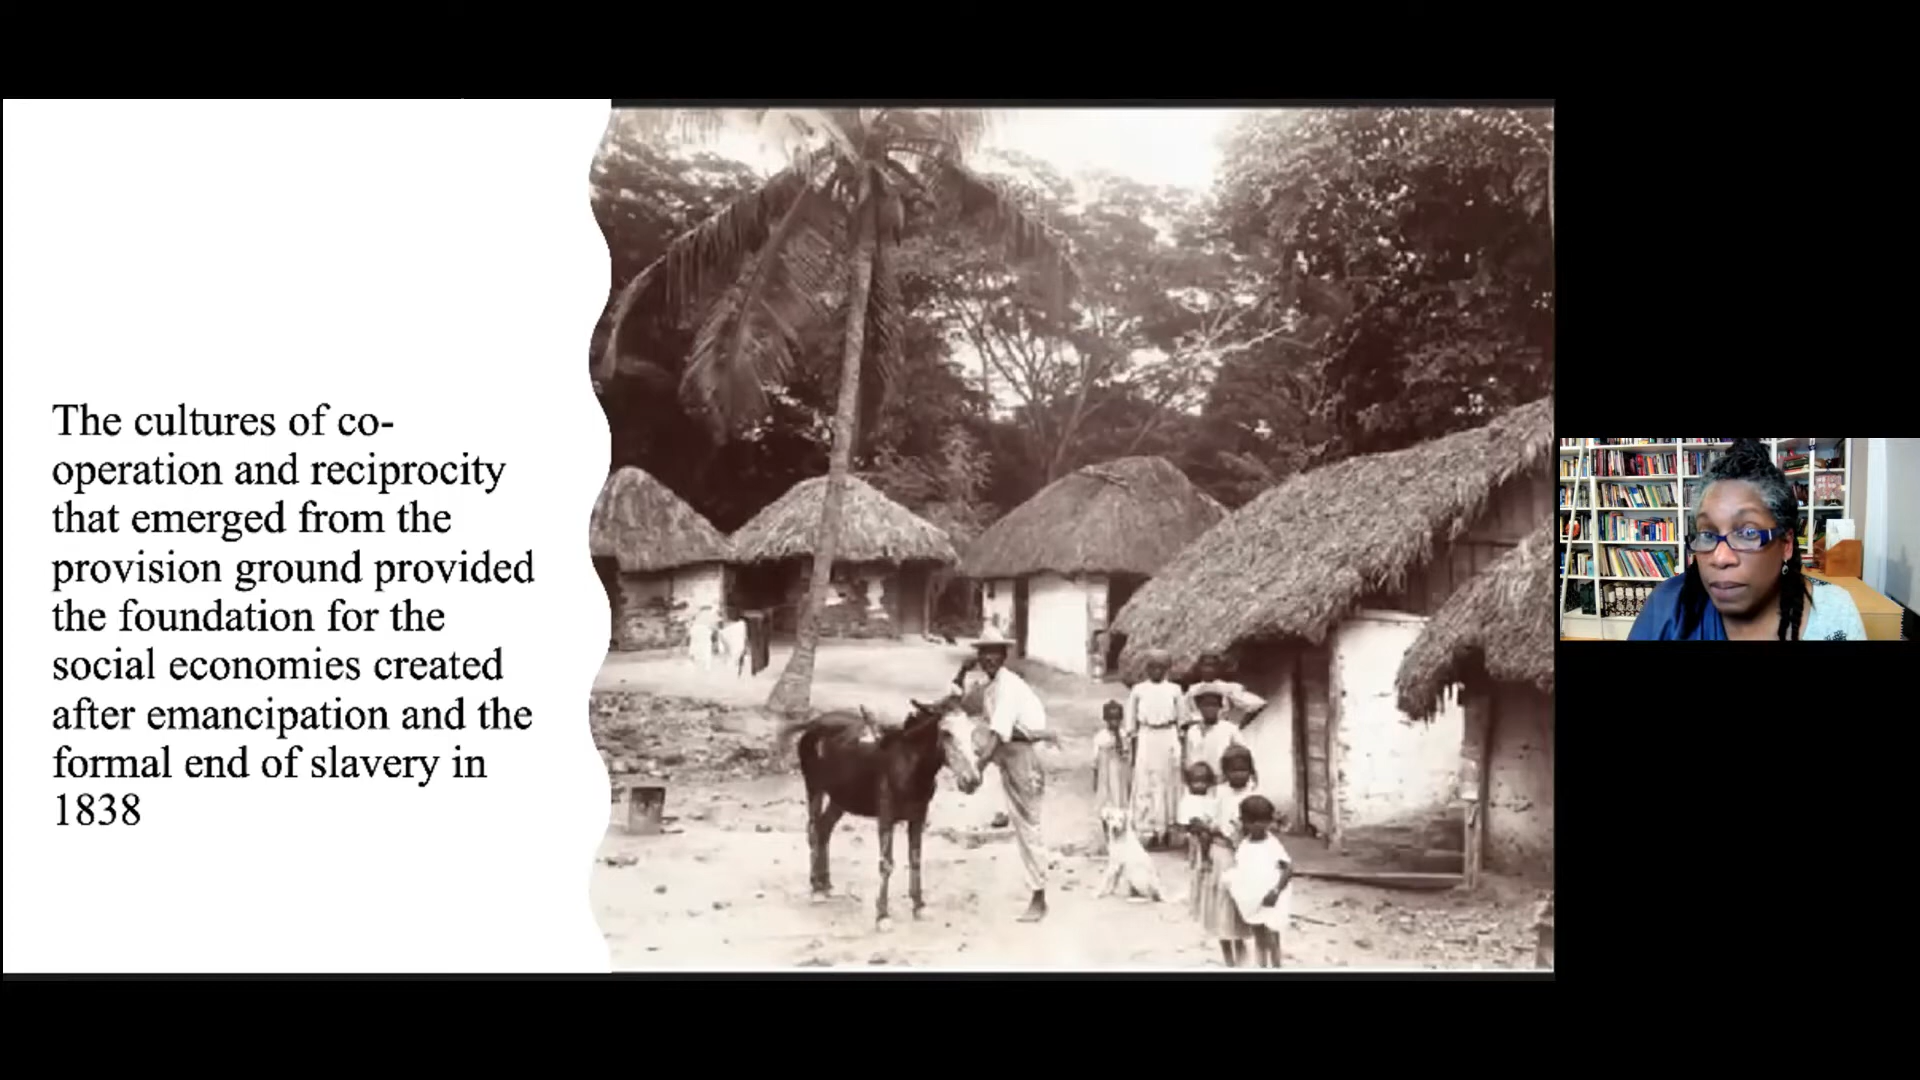 The cultures of co-
operation and reciprocity
that emerged from the
provision ground provided
the foundation for the
social economies created
after emancipation and the
formal end of slavery in
1838